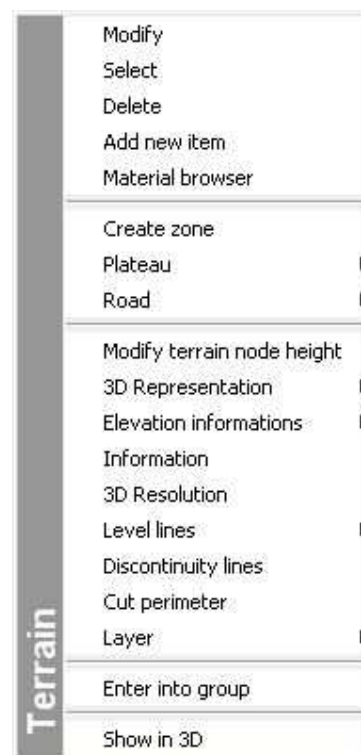 Modify
Select
Delete
Add new item
Material browser
Create zone
Plateau
Road
Modify terrain node height
3D Representation
Elevation informations
Information
3D Resolution
Level lines
Discontinuity lines
Cut perimeter
Layer
Enter into group
Show in 3D
Terrain